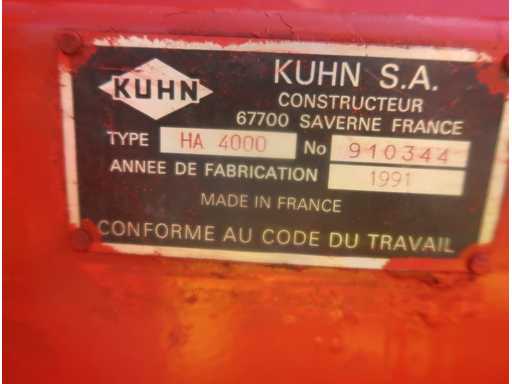 KUHN
KUHN S.A.
CONSTRUCTEUR
67700 SAVERNE FRANCE
TYPE HA 4000 No 910344
ANNEE DE FABRICATION 1991
MADE IN FRANCE
CONFORME AU CODE DU TRAVAIL